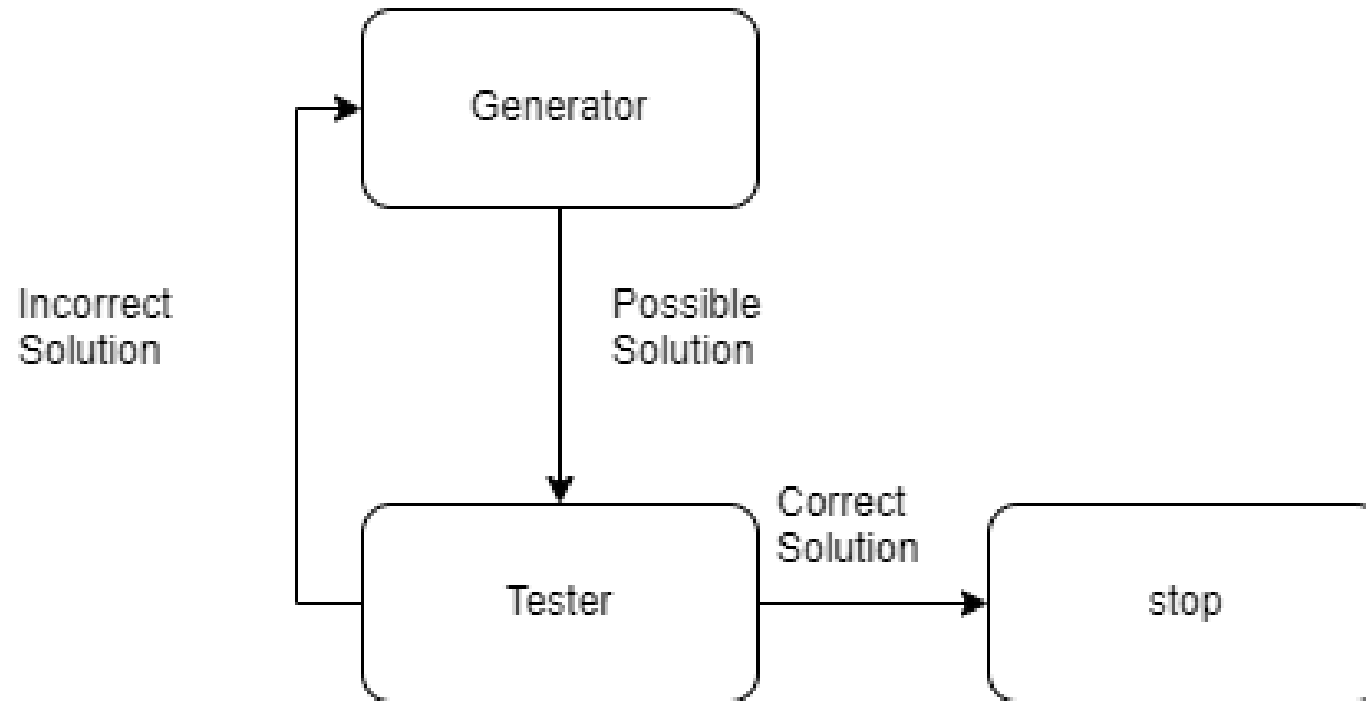 Generator
Incorrect
Solution
Possible
Solution
Correct
Solution
Tester
stop